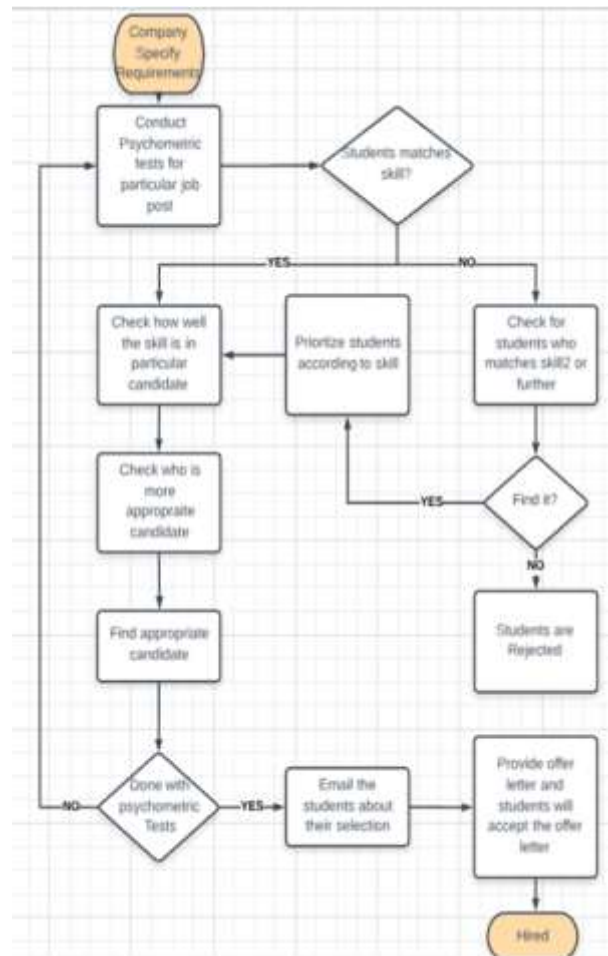 Company
Specify
Requirements
Conduct
Psychometric
tests for
particular job
post
Students matches
skill?
YES
NO
Check how well
the skill is in
particular
candidate
Prioritize students
according to skill
Check for
students who
matches skill2 or
further
Check who is
more
appropraite
candidate
YES
Find it?
NO
Find appropriate
candidate
Students are
Rejected
Done with
psychometric
Tests
NO
YES
Email the
students about
their selection
Provide offer
letter and
students will
accept the offer
letter
Hired